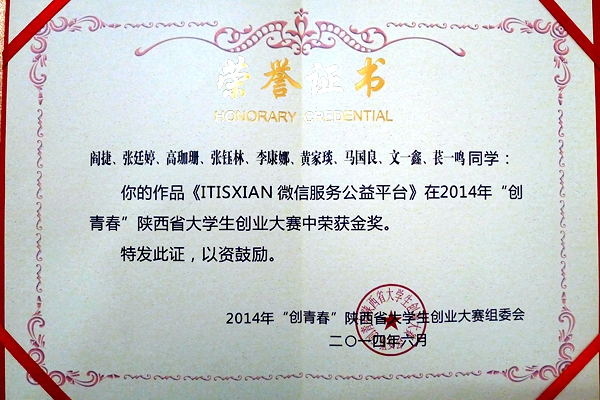 荣誉证书
HONORARY CREDENTIAL
阎捷、张廷婷、高珈珊、张钰林、李康娜、黄家琰、马国良、文一鑫、苌一鸣同学：
你的作品《ITISXIAN 微信服务公益平台》在2014年“创
青春”陕西省大学生创业大赛中荣获金奖。
特发此证，以资鼓励。
2014年“创青春”陕西省大学生创业大赛组委会
二〇一四年六月